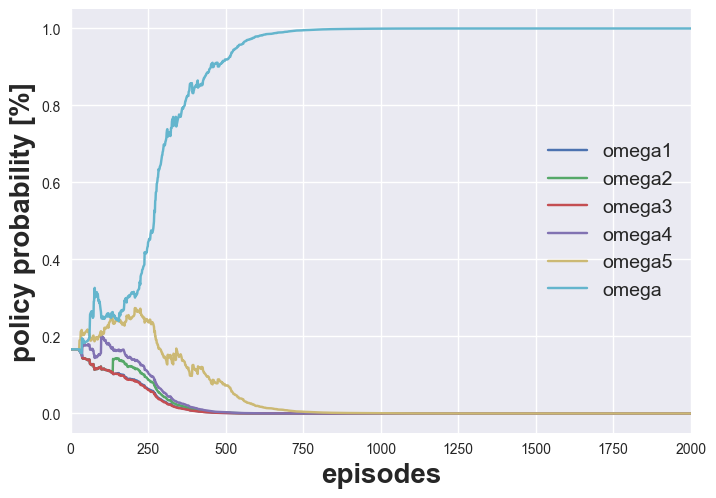 1.0
0.8
0.6
0.4
0.2
0.0
policy probability [%]
omega1
omega2
omega3
omega4
omega5
omega
0 250 500 750 1000 1250 1500 1750 2000
episodes